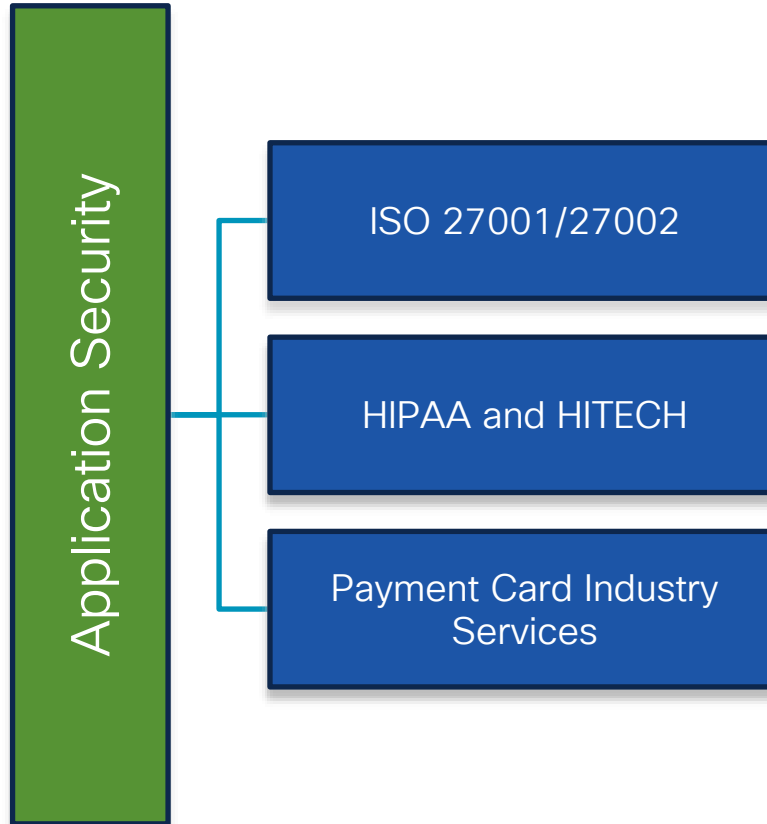 Application Security
ISO 27001/27002
HIPAA and HITECH
Payment Card Industry
Services